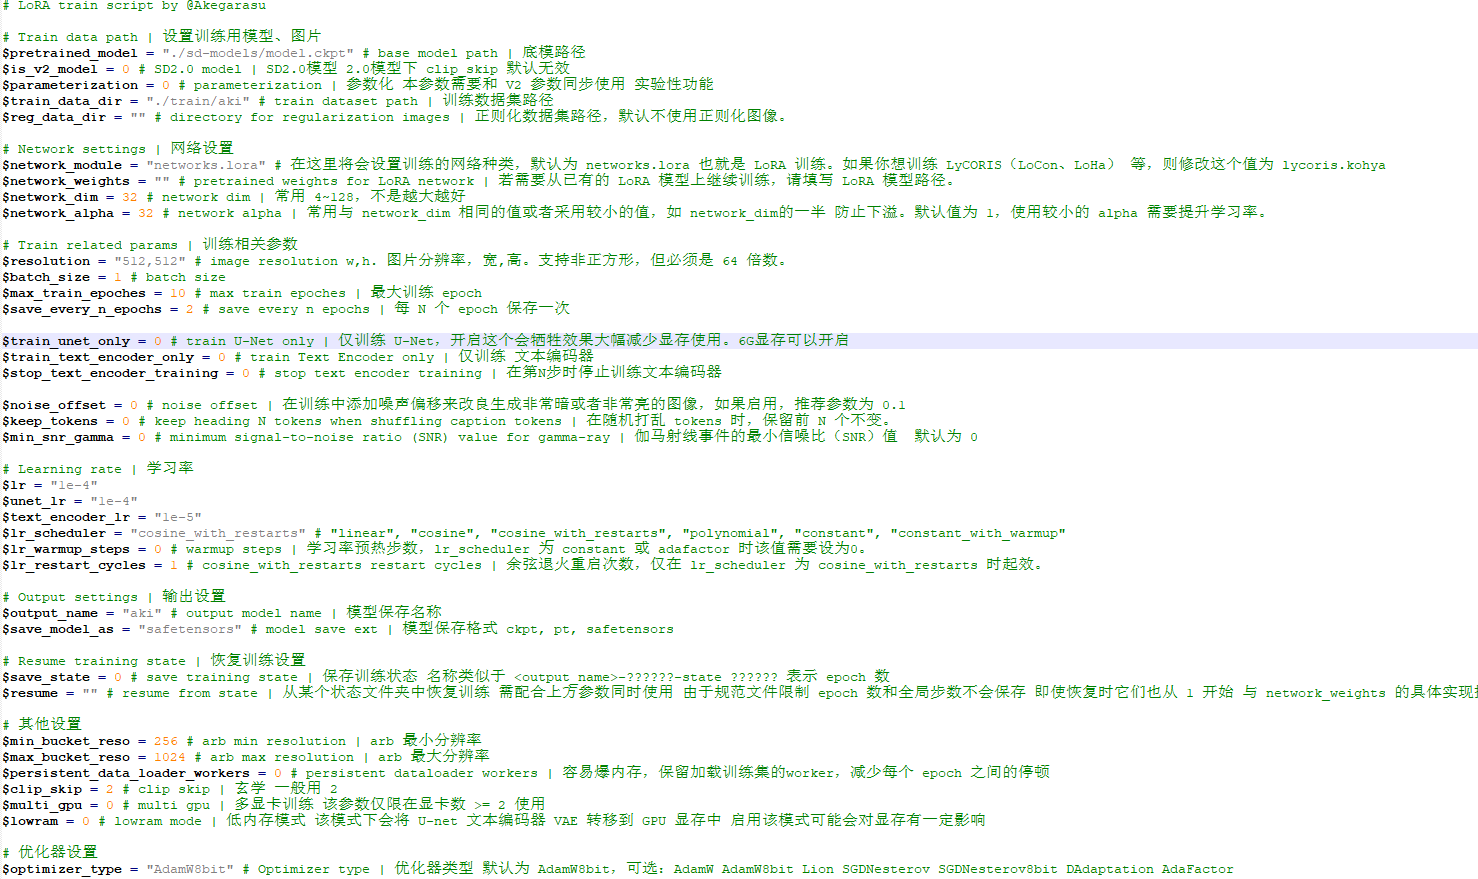 # LoRA train script by @Akegarasu
# Train data path | 设置训练用模型、图片
$pretrained_model = "./sd-models/model.ckpt" # base model path | 底模路径
$is_v2_model = 0 # SD2.0 model | SD2.0模型 2.0模型下 clip_skip 默认无效
$parameterization = 0 # parameterization | 参数化 本参数需要和 V2 参数同步使用 实验性功能
$train_data_dir = "./train/aki" # train dataset path | 训练数据集路径
$reg_data_dir = "" # directory for regularization images | 正则化数据集路径，默认不使用正则化图像。
# Network settings | 网络设置
$network_module = "networks.lora" # 在这里将会设置训练的网络种类，默认为 networks.lora 也就是 LoRA 训练。如果你想训练 LyCORIS（LoCon、LoHa） 等，则修改这个值为 lycoris.kohya
$network_weights = "" # pretrained weights for LoRA network | 若需要从已有的 LoRA 模型上继续训练，请填写 LoRA 模型路径。
$network_dim = 32 # network dim | 常用 4~128，不是越大越好
$network_alpha = 32 # network alpha | 常用与 network_dim 相同的值或者采用较小的值，如 network_dim的一半 防止下溢。默认值为 1，使用较小的 alpha 需要提升学习率。
# Train related params | 训练相关参数
$resolution = "512,512" # image resolution w,h. 图片分辨率，宽,高。支持非正方形，但必须是 64 倍数。
$batch_size = 1 # batch size
$max_train_epoches = 10 # max train epoches | 最大训练 epoch
$save_every_n_epochs = 2 # save every n epochs | 每 N 个 epoch 保存一次
$train_unet_only = 0 # train U-Net only | 仅训练 U-Net，开启这个会牺牲效果大幅减少显存使用。6G显存可以开启
$train_text_encoder_only = 0 # train Text Encoder only | 仅训练 文本编码器
$stop_text_encoder_training = 0 # stop text encoder training | 在第N步时停止训练文本编码器
$noise_offset = 0 # noise offset | 在训练中添加噪声偏移来改良生成非常暗或者非常亮的图像，如果启用，推荐参数为 0.1
$keep_tokens = 0 # keep heading N tokens when shuffling caption tokens | 在随机打乱 tokens 时，保留前 N 个不变。
$min_snr_gamma = 0 # minimum signal-to-noise ratio (SNR) value for gamma-ray | 伽马射线事件的最小信噪比（SNR）值  默认为 0
# Learning rate | 学习率
$lr = "1e-4"
$unet_lr = "1e-4"
$text_encoder_lr = "1e-5"
$lr_scheduler = "cosine_with_restarts" # "linear", "cosine", "cosine_with_restarts", "polynomial", "constant", "constant_with_warmup"
$lr_warmup_steps = 0 # warmup steps | 学习率预热步数，lr_scheduler 为 constant 或 adafactor 时该值需要设为0。
$lr_restart_cycles = 1 # cosine_with_restarts restart cycles | 余弦退火重启次数，仅在 lr_scheduler 为 cosine_with_restarts 时起效。
# Output settings | 输出设置
$output_name = "aki" # output model name | 模型保存名称
$save_model_as = "safetensors" # model save ext | 模型保存格式 ckpt, pt, safetensors
# Resume training state | 恢复训练设置
$save_state = 0 # save training state | 保存训练状态 名称类似于 <output_name>-??????-state ?????? 表示 epoch 数
$resume = "" # resume from state | 从某个状态文件夹中恢复训练 需配合上方参数同时使用 由于规范文件限制 epoch 数和全局步数不会保存 即使恢复时它们也从 1 开始 与 network_weights 的具体实现
# 其他设置
$min_bucket_reso = 256 # arb min resolution | arb 最小分辨率
$max_bucket_reso = 1024 # arb max resolution | arb 最大分辨率
$persistent_data_loader_workers = 0 # persistent dataloader workers | 容易爆内存，保留加载训练集的worker，减少每个 epoch 之间的停顿
$clip_skip = 2 # clip skip | 玄学 一般用 2
$multi_gpu = 0 # multi gpu | 多显卡训练 该参数仅限在显卡数 >= 2 使用
$lowram = 0 # lowram mode | 低内存模式 该模式下会将 U-net 文本编码器 VAE 转移到 GPU 显存中 启用该模式可能会对显存有一定影响
# 优化器设置
$optimizer_type = "AdamW8bit" # Optimizer type | 优化器类型 默认为 AdamW8bit，可选：AdamW AdamW8bit Lion SGDNesterov SGDNesterov8bit DAdaptation AdaFactor